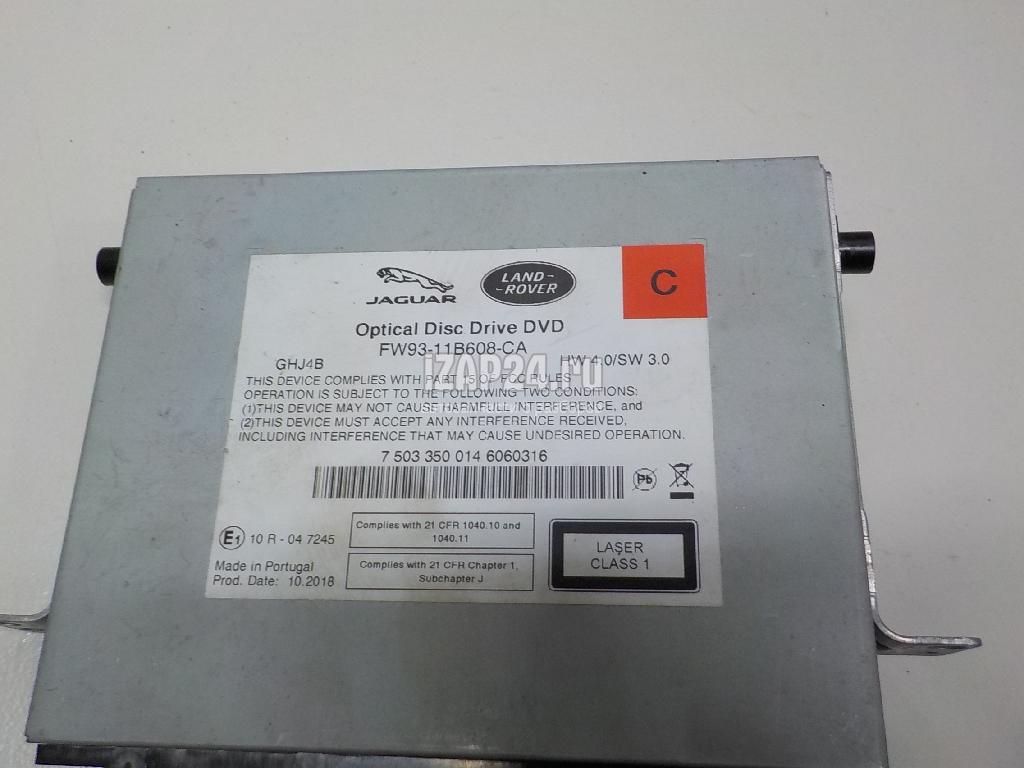 JAGUAR
LAND-
-ROVER
C
Optical Disc Drive DVD
FW93-11B608-CA
GHJ4B HW 4.0/SW 3.0
iZAP24.ru
THIS DEVICE COMPLIES WITH PART 15 OF FCC RULES
OPERATION IS SUBJECT TO THE FOLLOWING TWO CONDITIONS:
(1)THIS DEVICE MAY NOT CAUSE HARMFULL INTERFERENCE, and
(2)THIS DEVICE MUST ACCEPT ANY INTERFERENCE RECEIVED,
INCLUDING INTERFERENCE THAT MAY CAUSE UNDESIRED OPERATION.
7 503 350 014 6060316
Pb
E1 10 R - 04 7245
Complies with 21 CFR 1040.10 and
1040.11
Made in Portugal
Prod. Date: 10.2018
Complies with 21 CFR Chapter 1,
Subchapter J
LASER
CLASS 1